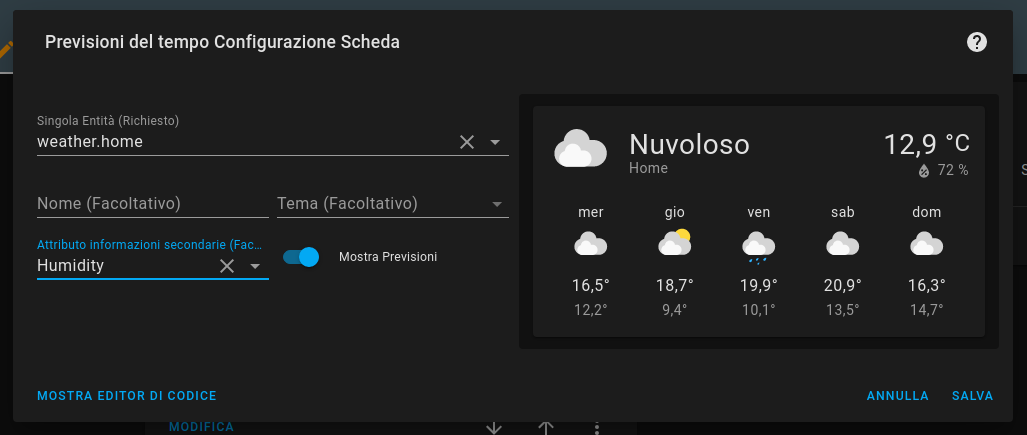 Previsioni del tempo Configurazione Scheda
Singola Entità (Richiesto)
weather.home
Nome (Facoltativo)
Tema (Facoltativo)
Attributo informazioni secondarie (Fac...
Humidity
Mostra Previsioni
Nuvoloso
Home
12,9 °C
72 %
mer gio ven sab dom
16,5° 18,7° 19,9° 20,9° 16,3°
12,2° 9,4° 10,1° 13,5° 14,7°
MOSTRA EDITOR DI CODICE
ANNULLA
SALVA
MODIFICA